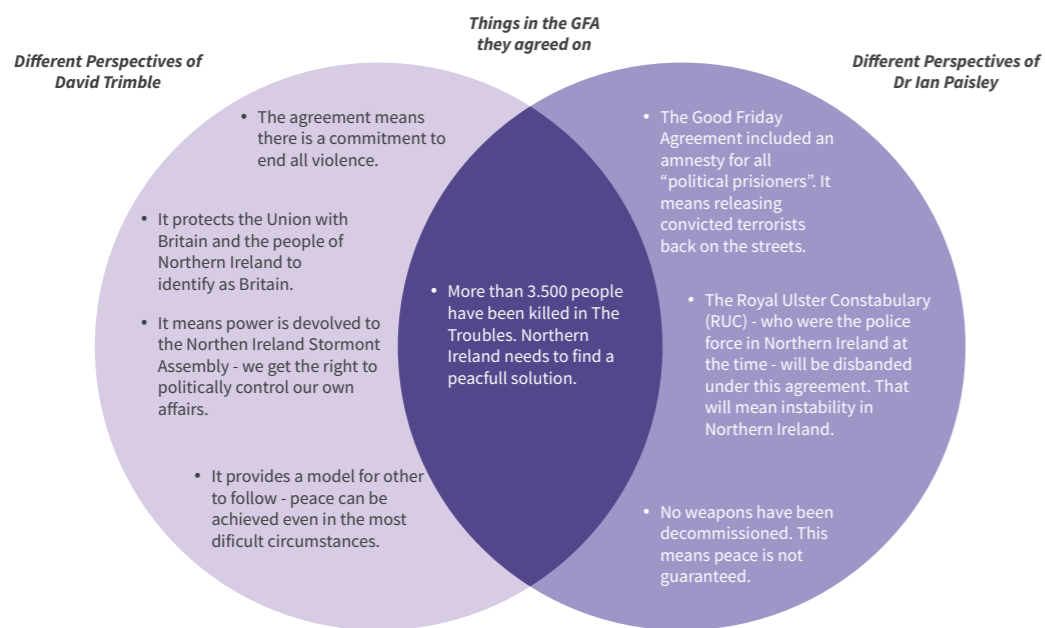 Things in the GFA
they agreed on
Different Perspectives of
David Trimble
Different Perspectives of
Dr Ian Paisley
• The agreement means
there is a commitment to
end all violence.
• It protects the Union with
Britain and the people of
Northern Ireland to
identify as Britain.
• It means power is devolved to
the Northen Ireland Stormont
Assembly - we get the right to
politically control our own
affairs.
• It provides a model for other
to follow - peace can be
achieved even in the most
dificult circumstances.
• More than 3.500 people
have been killed in The
Troubles. Northern
Ireland needs to find a
peacfull solution.
• The Good Friday
Agreement included an
amnesty for all
“political prisioners”. It
means releasing
convicted terrorists
back on the streets.
• The Royal Ulster Constabulary
(RUC) - who were the police
force in Northern Ireland at
the time - will be disbanded
under this agreement. That
will mean instability in
Northern Ireland.
• No weapons have been
decommissioned. This
means peace is not
guaranteed.